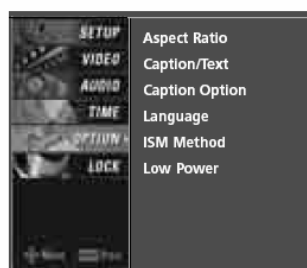 SETUP
VIDEO
AUDIO
TIME
OPTION
LOCK
Aspect Ratio
Caption/Text
Caption Option
Language
ISM Method
Low Power